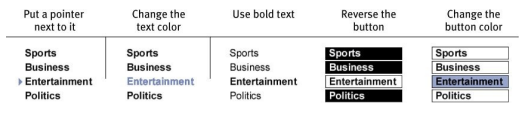 Put a pointer next to it
Change the text color
Use bold text
Reverse the button
Change the button color
Sports Sports Sports Sports Sports
Business Business Business Business Business
Entertainment Entertainment Entertainment Entertainment Entertainment
Politics Politics Politics Politics Politics